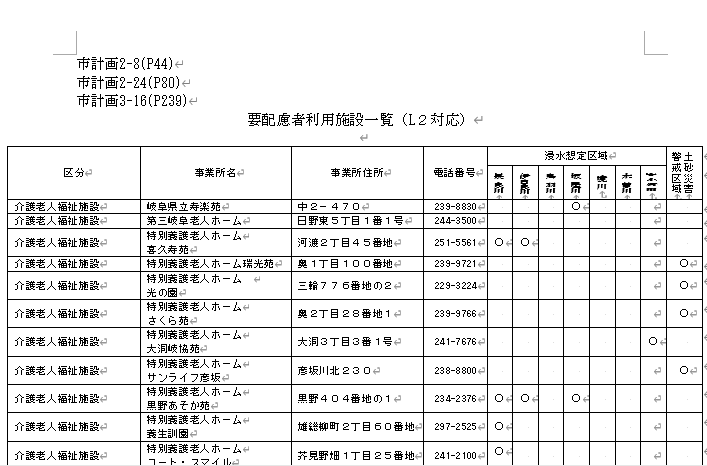 市計画2-8(P44)
市計画2-24(P80)
市計画3-16(P239)
要配慮者利用施設一覧（Ｌ２対応）
区分 事業所名 事業所住所 電話番号 浸水想定区域 土砂災害警戒区域
長良川 伊自良川 鳥羽川 板屋川 境川 木曽川
介護老人福祉施設 岐阜県立寿楽苑 中２－４７０ 239-8830 ○
介護老人福祉施設 第三岐阜老人ホーム 日野東５丁目１番１号 244-3500
介護老人福祉施設 特別養護老人ホーム
喜久寿苑 河渡２丁目４５番地 251-5561 ○ ○
介護老人福祉施設 特別養護老人ホーム瑞光苑 奥１丁目１００番地 239-9721 ○
介護老人福祉施設 特別養護老人ホーム
光の園 三輪７７６番地の２ 229-3224 ○
介護老人福祉施設 特別養護老人ホーム
さくら苑 奥２丁目２８番地１ 239-9766 ○
介護老人福祉施設 特別養護老人ホーム
大洞岐協苑 大洞３丁目３番１号 241-7676 ○
介護老人福祉施設 特別養護老人ホーム
サンライフ彦坂 彦坂川北２３０ 238-8800 ○
介護老人福祉施設 特別養護老人ホーム
黒野あそか苑 黒野４０４番地の１ 234-2376 ○ ○ ○
介護老人福祉施設 特別養護老人ホーム
養生訓園 雄総柳町２丁目６０番地 297-2525 ○
介護老人福祉施設 特別養護老人ホーム
コート・スマイル 芥見野畑１丁目２５番地 241-2100 ○